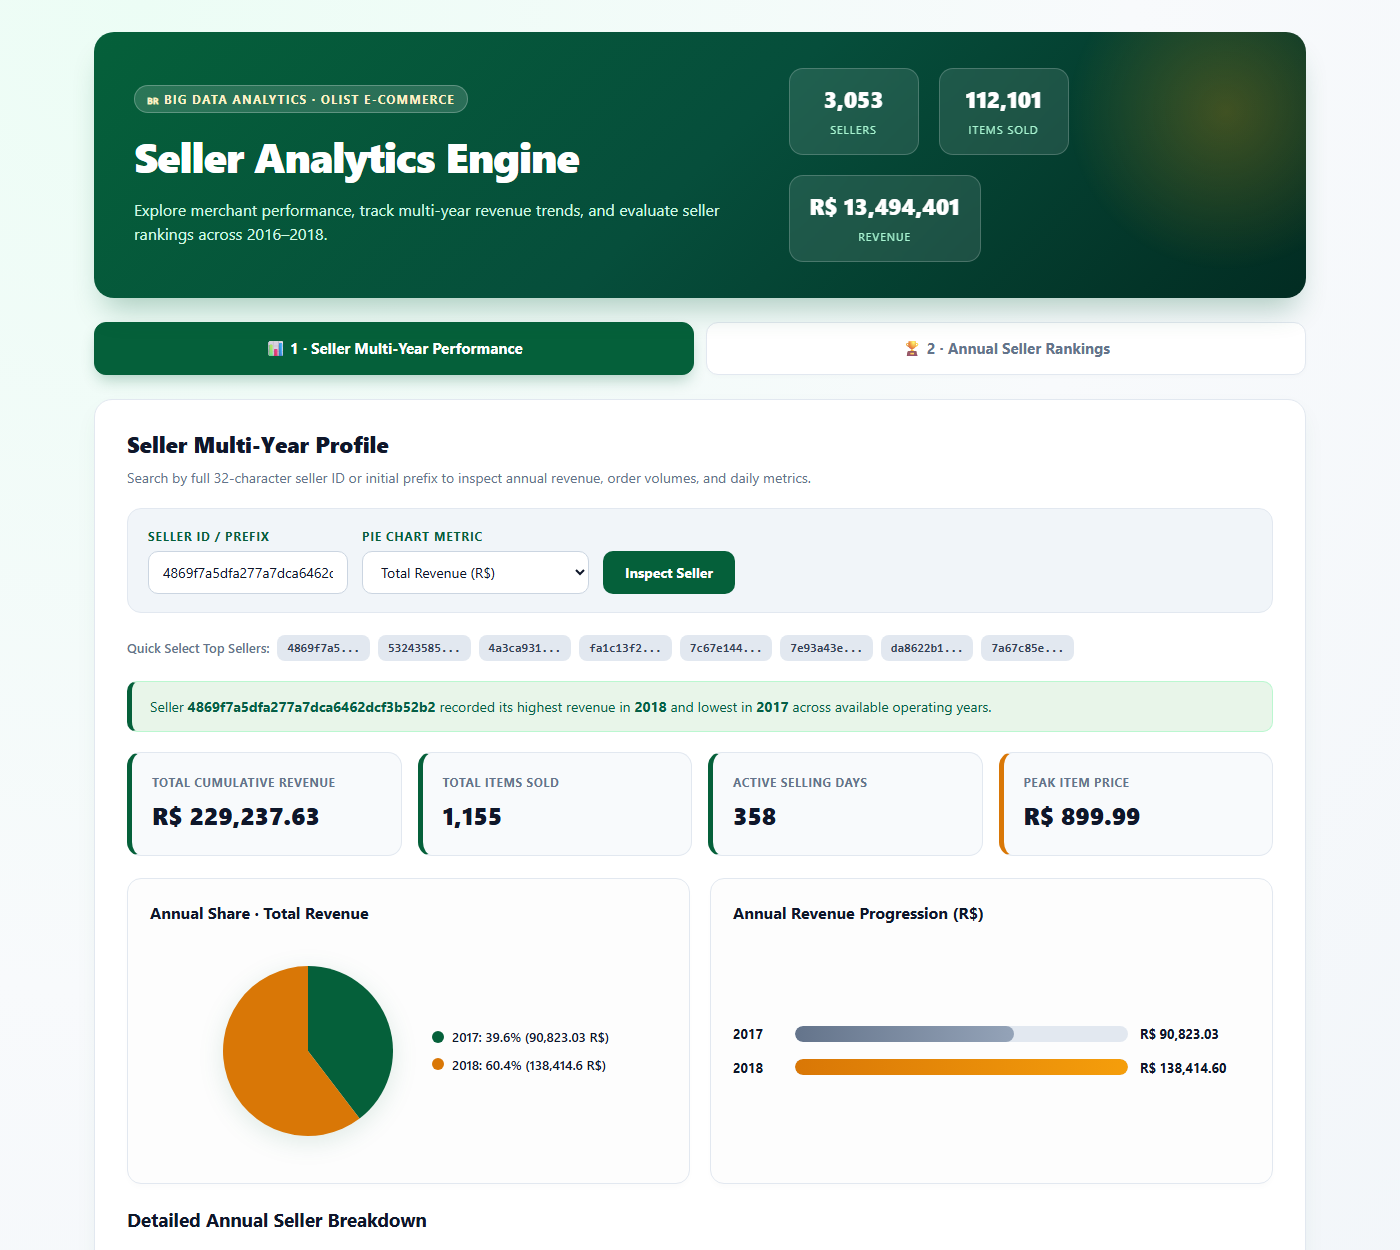 BR BIG DATA ANALYTICS · OLIST E-COMMERCE
Seller Analytics Engine
Explore merchant performance, track multi-year revenue trends, and evaluate seller
rankings across 2016–2018.
3,053
SELLERS
112,101
ITEMS SOLD
R$ 13,494,401
REVENUE
1 · Seller Multi-Year Performance
2 · Annual Seller Rankings
Seller Multi-Year Profile
Search by full 32-character seller ID or initial prefix to inspect annual revenue, order volumes, and daily metrics.
SELLER ID / PREFIX
PIE CHART METRIC
4869f7a5dfa277a7dca6462c
Total Revenue (R$)
Inspect Seller
Quick Select Top Sellers: 4869f7a5... 53243585... 4a3ca931... fa1c13f2... 7c67e144... 7e93a43e... da8622b1... 7a67c85e...
Seller 4869f7a5dfa277a7dca6462dcf3b52b2 recorded its highest revenue in 2018 and lowest in 2017 across available operating years.
TOTAL CUMULATIVE REVENUE
R$ 229,237.63
TOTAL ITEMS SOLD
1,155
ACTIVE SELLING DAYS
358
PEAK ITEM PRICE
R$ 899.99
Annual Share · Total Revenue
2017: 39.6% (90,823.03 R$)
2018: 60.4% (138,414.6 R$)
Annual Revenue Progression (R$)
2017 R$ 90,823.03
2018 R$ 138,414.60
Detailed Annual Seller Breakdown